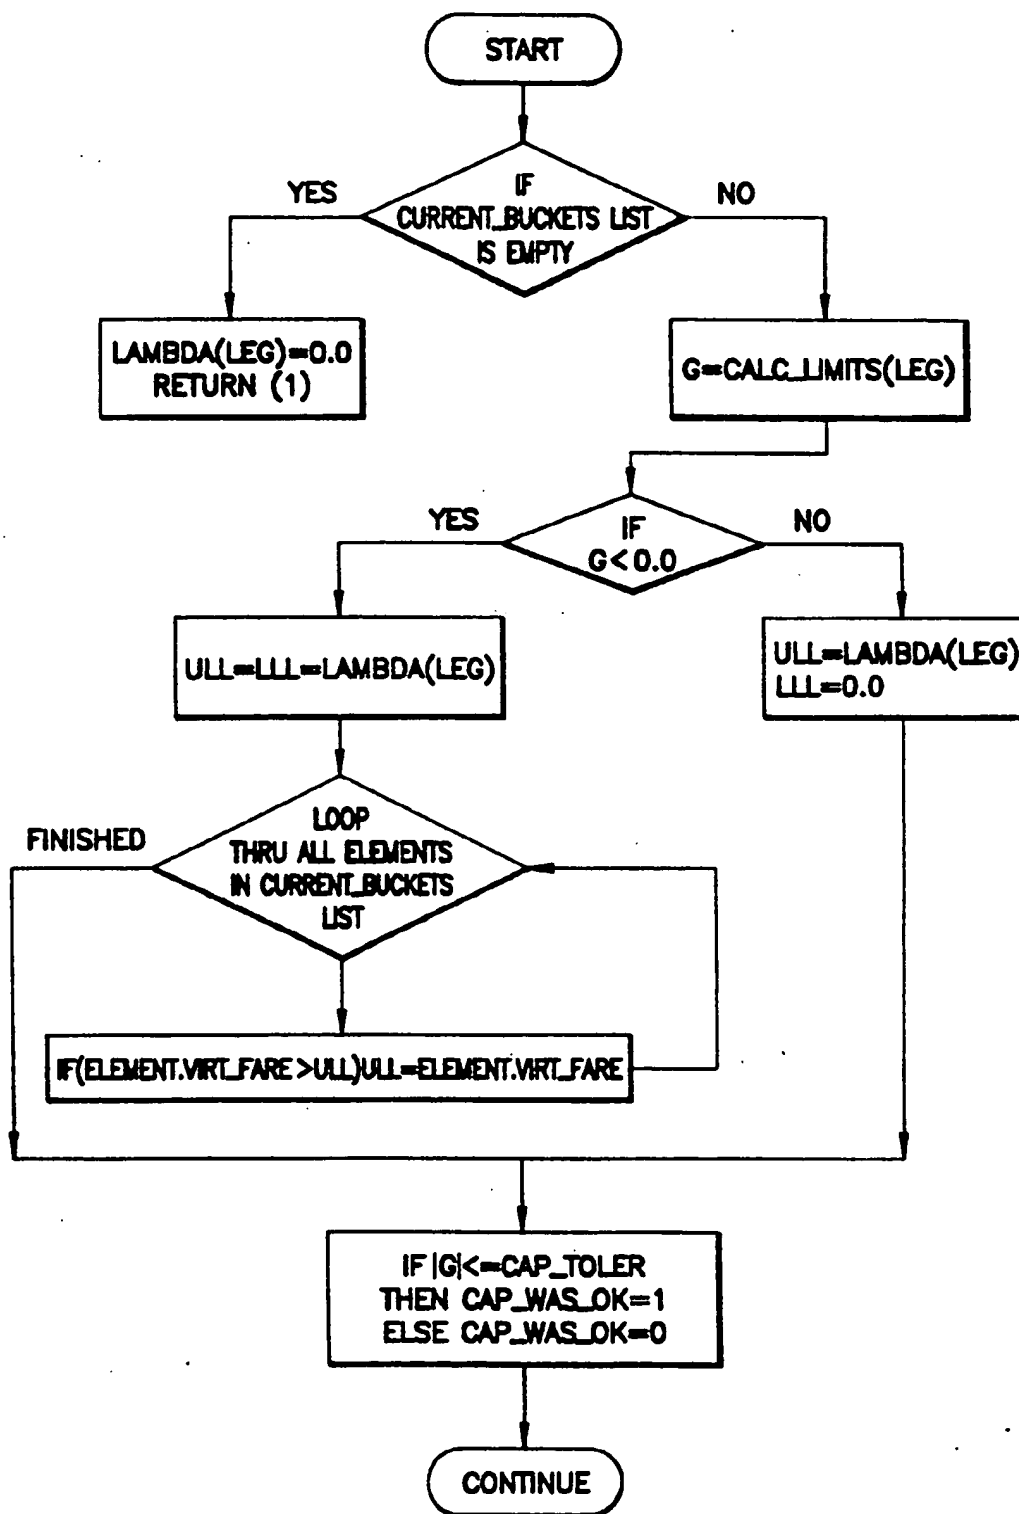 START
YES
IF
CURRENT_BUCKETS LIST
IS EMPTY
NO
LAMBDA(LEG)=0.0
RETURN (1)
G=CALC_LIMITS(LEG)
YES
IF
G<0.0
NO
ULL=LLL=LAMBDA(LEG)
ULL=LAMBDA(LEG)
LLL=0.0
FINISHED
LOOP
THRU ALL ELEMENTS
IN CURRENT_BUCKETS
LIST
IF(ELEMENT.VIRT_FARE>ULL)ULL=ELEMENT.VIRT_FARE
IF |G|<=CAP_TOLER
THEN CAP_WAS_OK=1
ELSE CAP_WAS_OK=0
CONTINUE